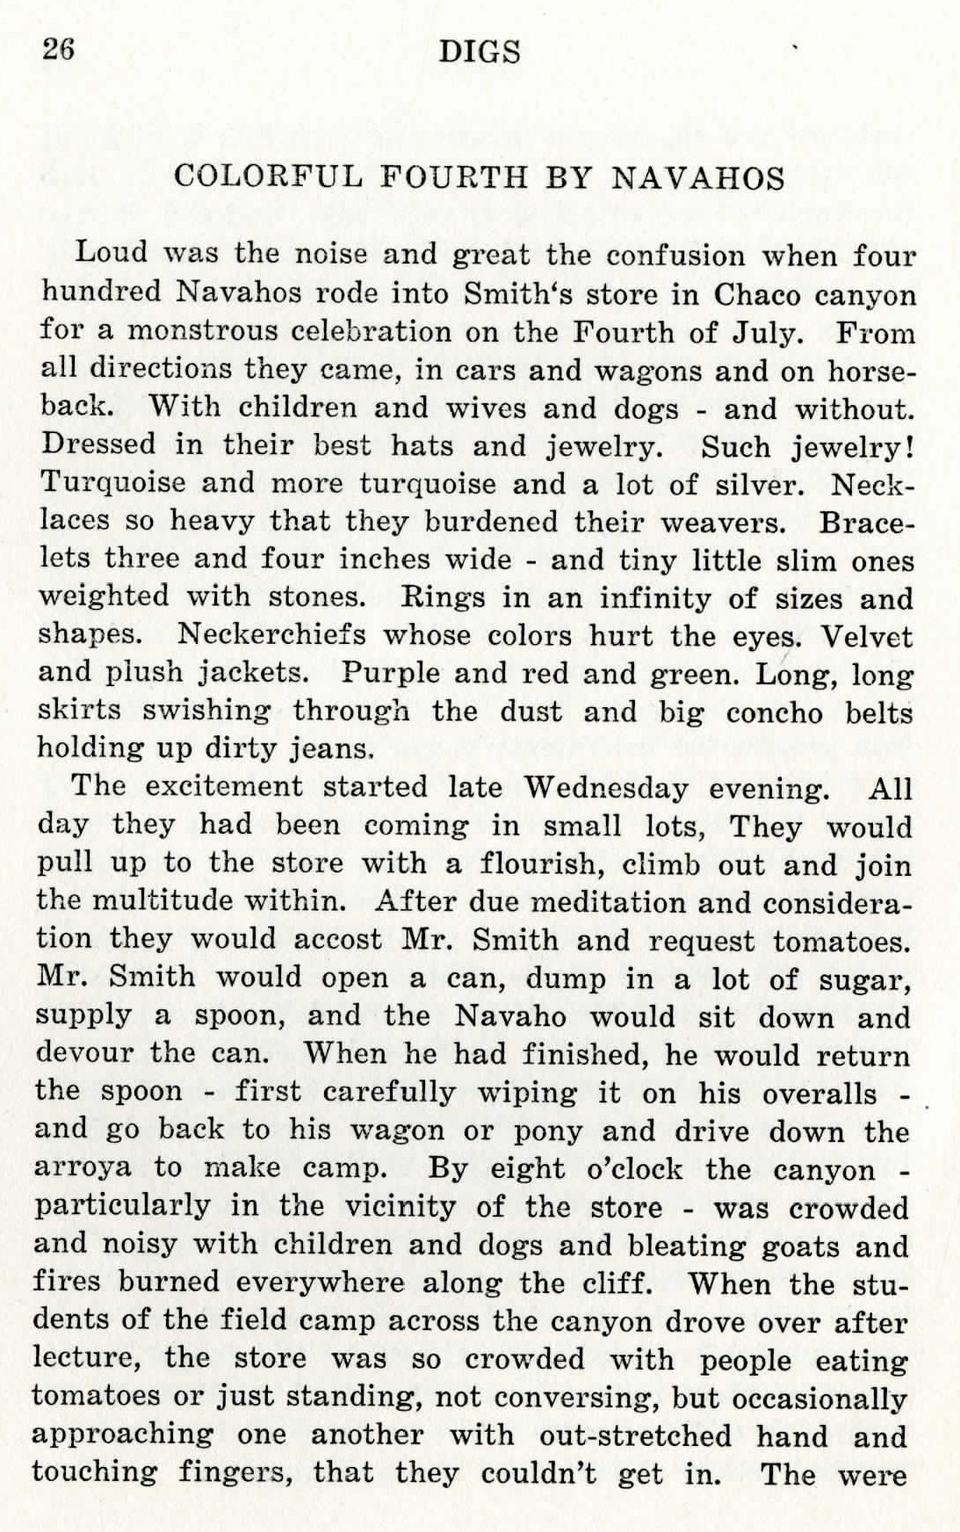 26 DIGS
COLORFUL FOURTH BY NAVAHOS
Loud was the noise and great the confusion when four
hundred Navahos rode into Smith‘s store in Chaco canyon
for a monstrous celebration on the Fourth of July. From
all directions they came, in cars and wagons and on horse-
back. With children and wives and dogs - and without.
Dressed in their best hats and jewelry. Such jewelry!
Turquoise and more turquoise and a lot of silver. Neck-
laces so heavy that they burdened their weavers. Brace-
lets three and four inches wide - and tiny little slim ones
weighted with stones. Rings in an infinity of sizes and
shapes. Neckerchiefs whose colors hurt the eyes. Velvet
and plush jackets. Purple and red and green. Long, long
skirts swishing through the dust and big concho belts
holding up dirty jeans.
The excitement started late Wednesday evening. All
day they had been coming in small lots, They would
pull up to the store with a flourish, climb out and join
the multitude within. After due meditation and considera-
tion they would accost Mr. Smith and request tomatoes.
Mr. Smith would open a can, dump in a lot of sugar,
supply a spoon, and the Navaho would sit down and
devour the can. When he had finished, he would return
the spoon - first carefully wiping it on his overalls -
and go back to his wagon or pony and drive down the
arroya to make camp. By eight o’clock the canyon -
particularly in the vicinity of the store - was crowded
and noisy with children and dogs and bleating goats and
fires burned everywhere along the cliff. When the stu-
dents of the field camp across the canyon drove over after
lecture, the store was so crowded with people eating
tomatoes or just standing, not conversing, but occasionally
approaching one another with out-stretched hand and
touching fingers, that they couldn’t get in. The were